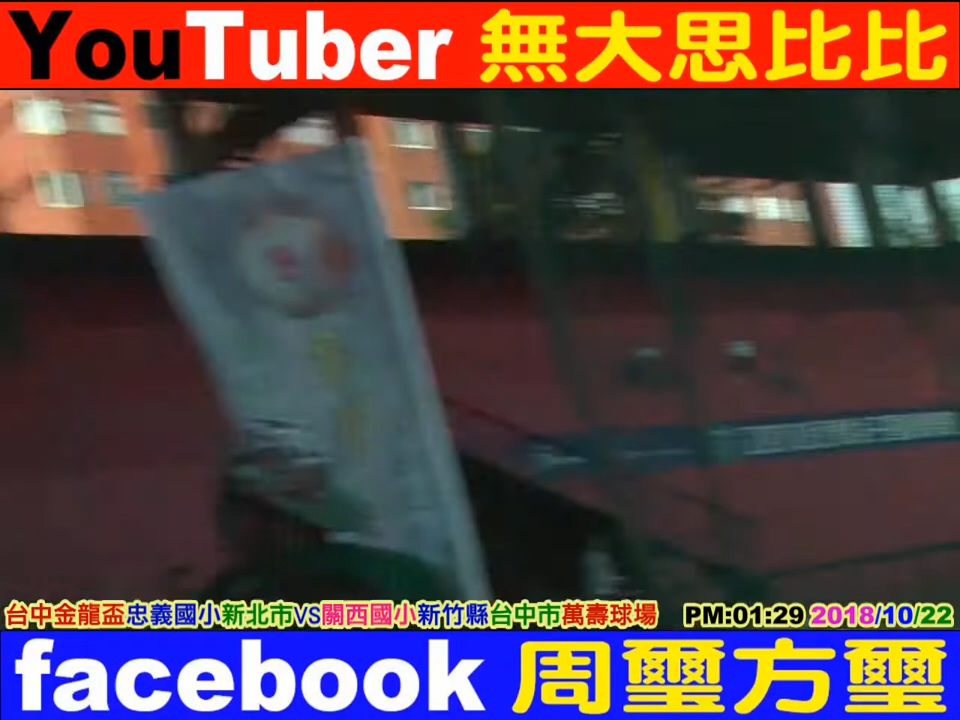 YouTuber 無大思比比
台中金龍盃忠義國小新北市VS關西國小新竹縣台中市萬壽球場 PM:01:29 2018/10/22
facebook 周璽方璽